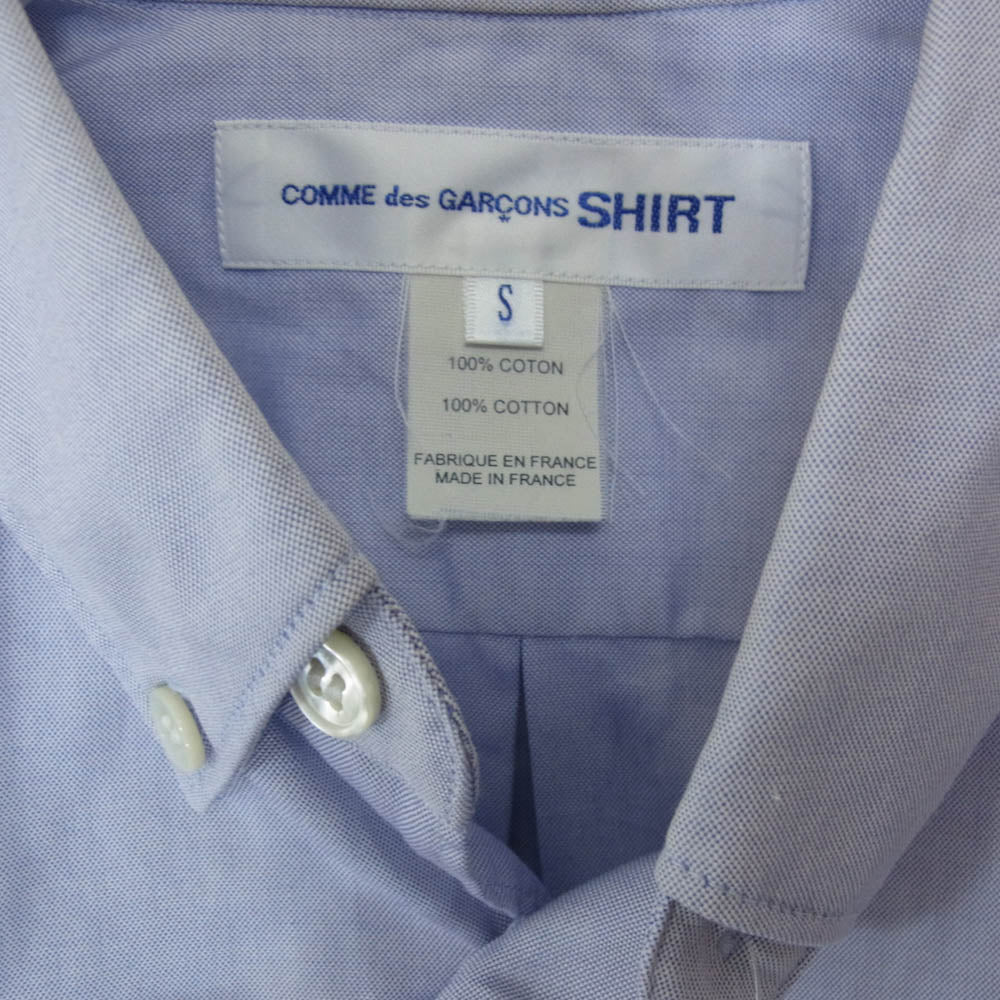 COMME des GARÇONS SHIRT
S
100% COTON
100% COTTON
FABRIQUE EN FRANCE
MADE IN FRANCE